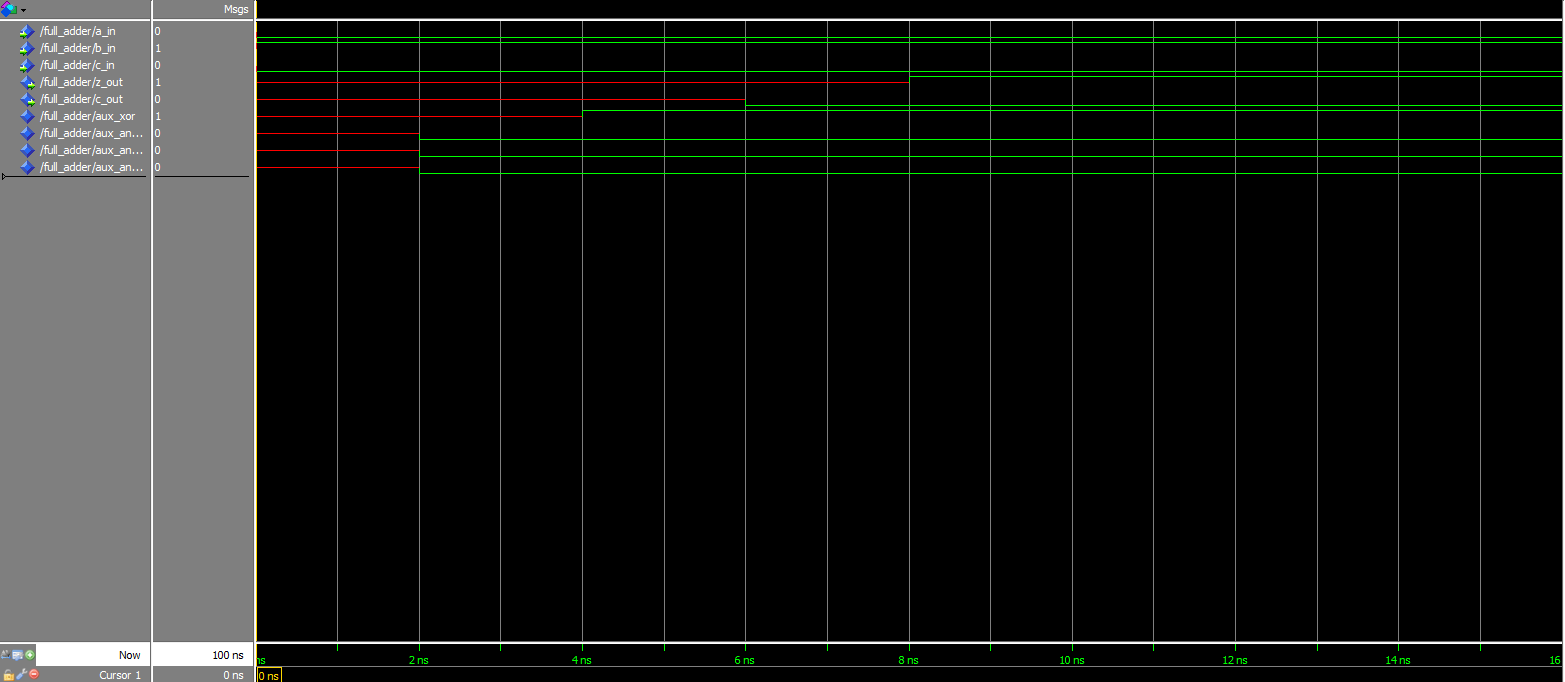 Msgs
/full_adder/a_in 0
/full_adder/b_in 1
/full_adder/c_in 0
/full_adder/z_out 1
/full_adder/c_out 0
/full_adder/aux_xor 1
/full_adder/aux_an... 0
/full_adder/aux_an... 0
/full_adder/aux_an... 0
Now 100 ns ns 2 ns 4 ns 6 ns 8 ns 10 ns 12 ns 14 ns 16
Cursor 1 0 ns 0 ns